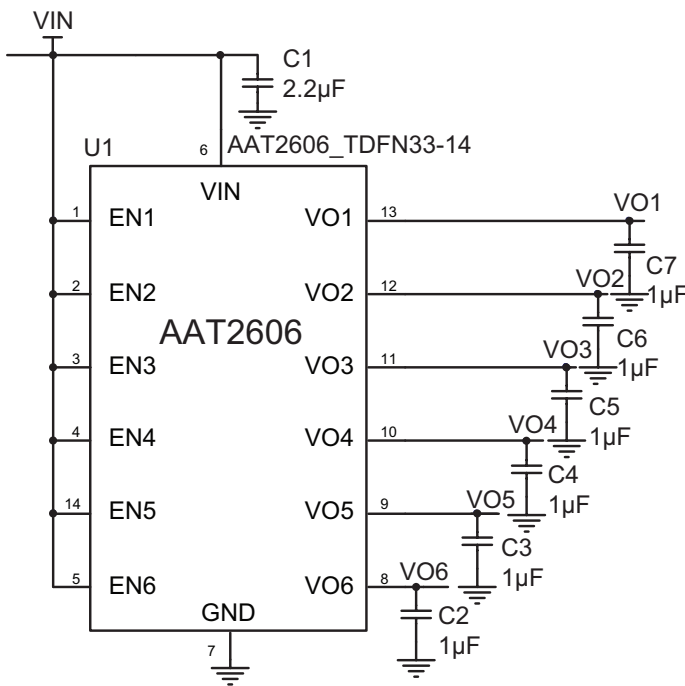 VIN
C1
2.2µF
U1
6
AAT2606_TDFN33-14
VIN
1 EN1 VO1 13 VO1
C7
1µF
2 EN2 VO2 12 VO2
C6
1µF
AAT2606
3 EN3 VO3 11 VO3
C5
1µF
4 EN4 VO4 10 VO4
C4
1µF
14 EN5 VO5 9 VO5
C3
1µF
5 EN6 VO6 8 VO6
C2
1µF
GND
7